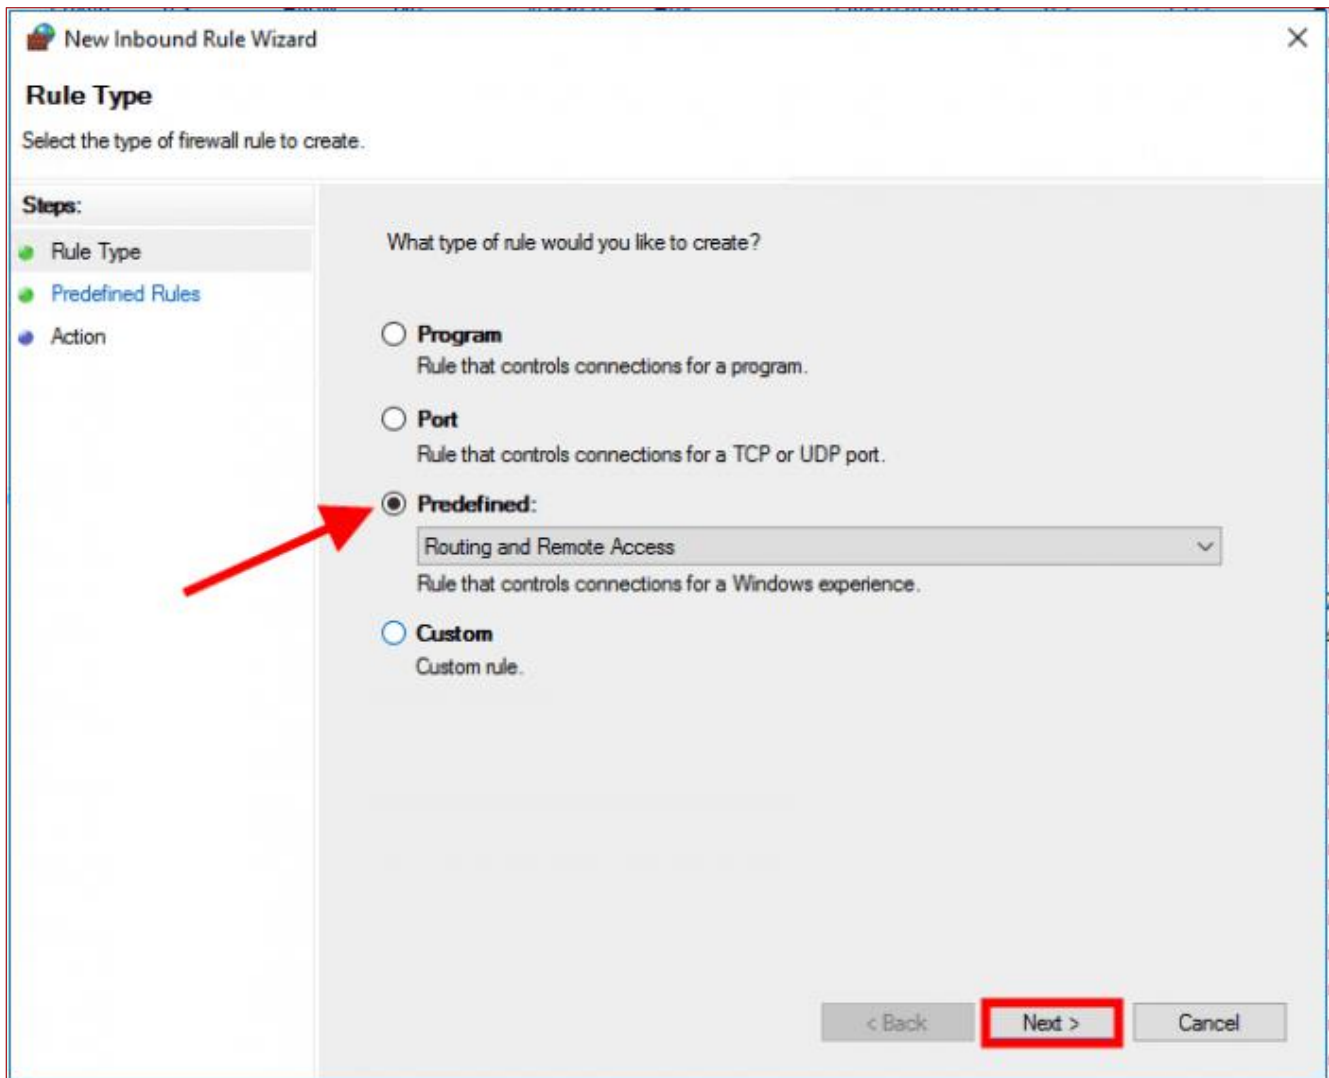 New Inbound Rule Wizard
Rule Type
Select the type of firewall rule to create.
Steps:
Rule Type
Predefined Rules
Action
What type of rule would you like to create?
Program
Rule that controls connections for a program.
Port
Rule that controls connections for a TCP or UDP port.
Predefined:
Routing and Remote Access
Rule that controls connections for a Windows experience.
Custom
Custom rule.
< Back
Next >
Cancel